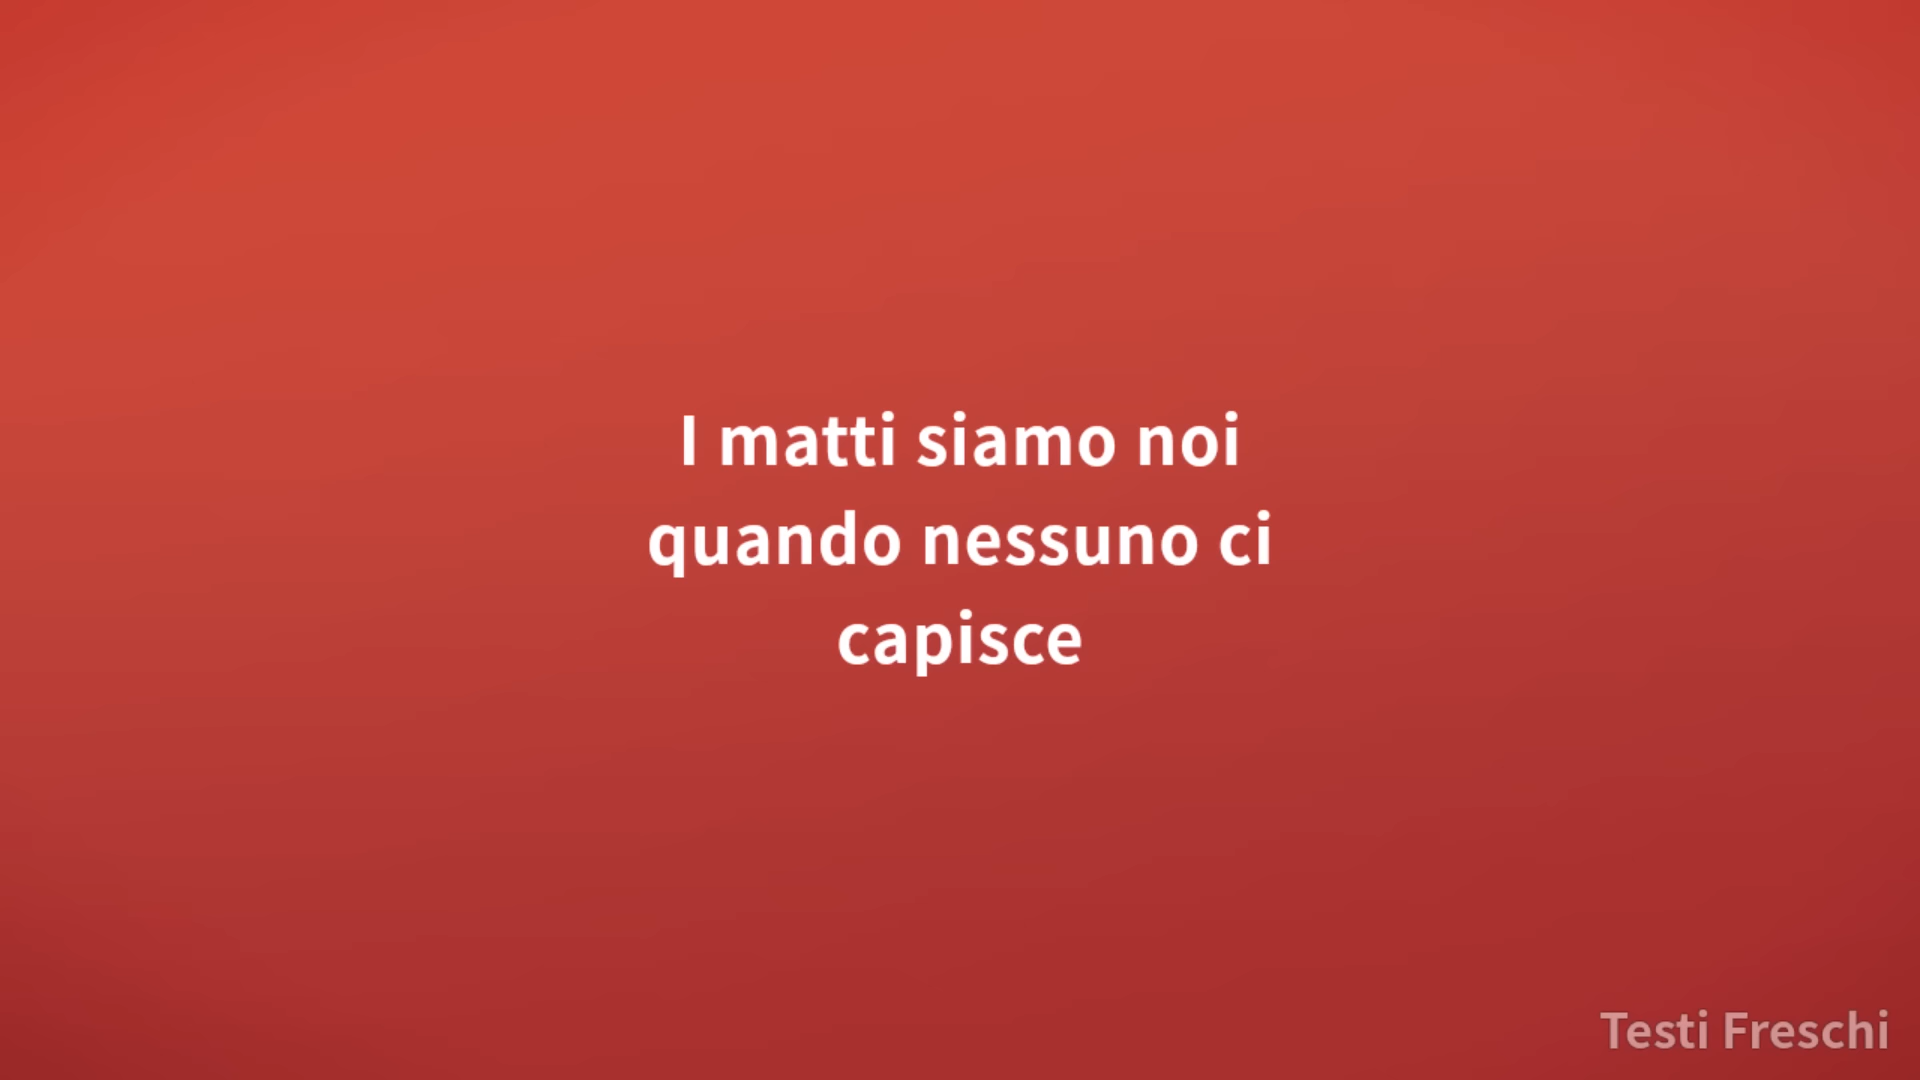 I matti siamo noi
quando nessuno ci
capisce
Testi Freschi